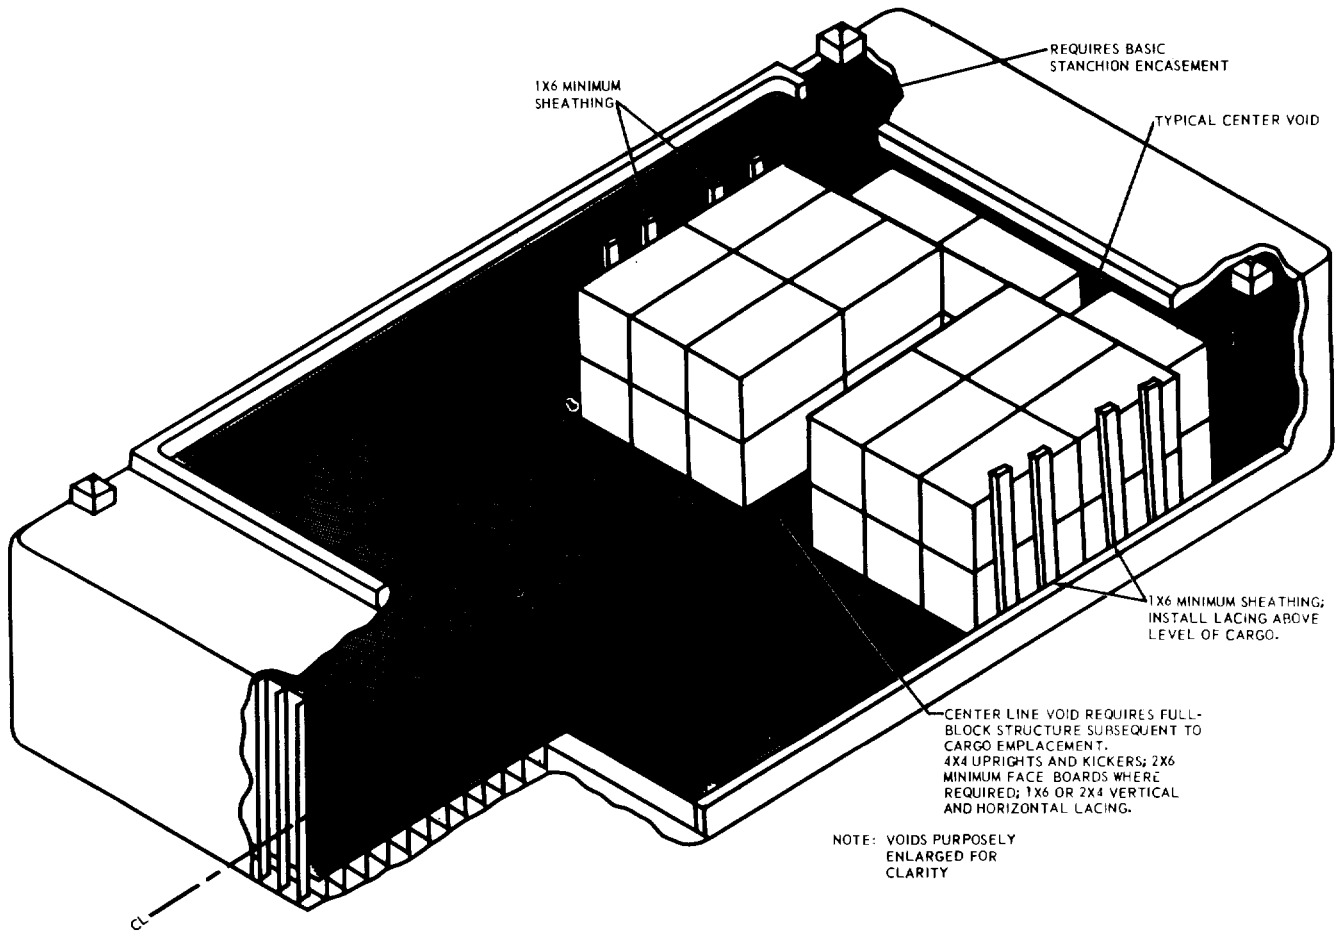 REQUIRES BASIC
STANCHION ENCASEMENT
1X6 MINIMUM
SHEATHING
TYPICAL CENTER VOID
1X6 MINIMUM SHEATHING;
INSTALL LACING ABOVE
LEVEL OF CARGO.
CENTER LINE VOID REQUIRES FULL-
BLOCK STRUCTURE SUBSEQUENT TO
CARGO EMPLACEMENT.
4X4 UPRIGHTS AND KICKERS; 2X6
MINIMUM FACE BOARDS WHERE
REQUIRED; 1X6 OR 2X4 VERTICAL
AND HORIZONTAL LACING.
NOTE: VOIDS PURPOSELY
ENLARGED FOR
CLARITY
CL